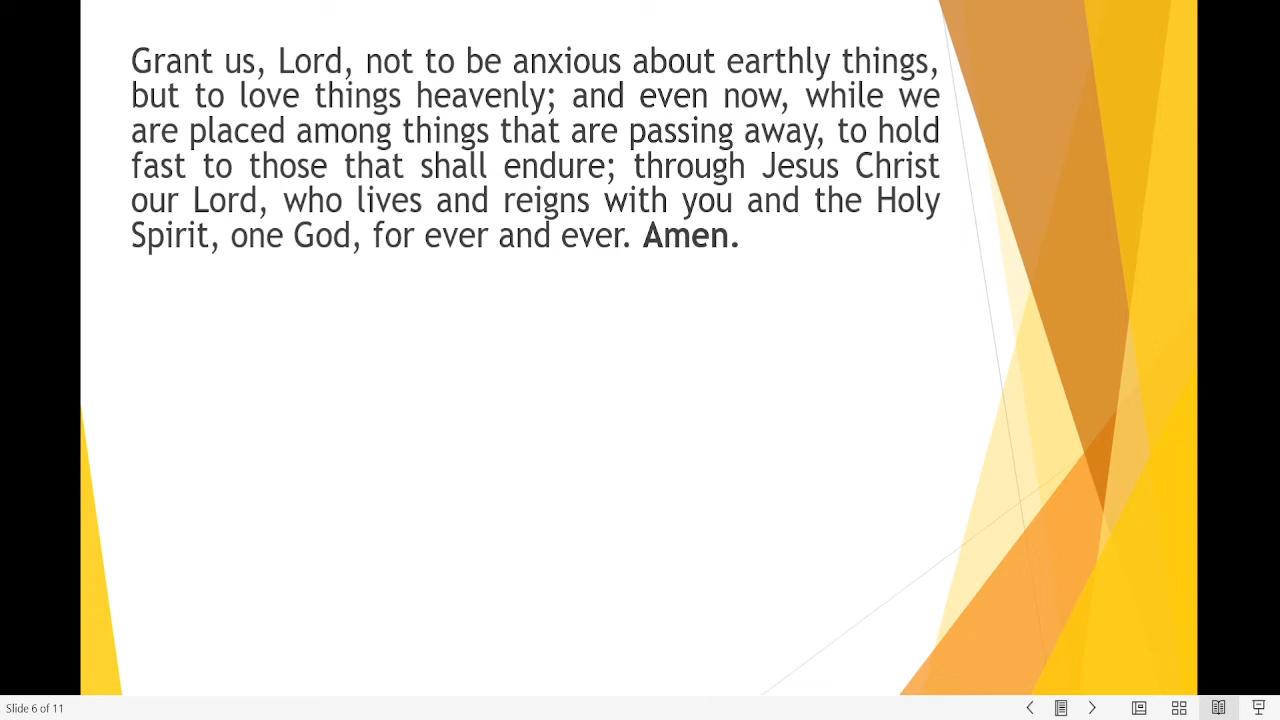 Grant us, Lord, not to be anxious about earthly things,
but to love things heavenly; and even now, while we
are placed among things that are passing away, to hold
fast to those that shall endure; through Jesus Christ
our Lord, who lives and reigns with you and the Holy
Spirit, one God, for ever and ever. Amen.
Slide 6 of 11